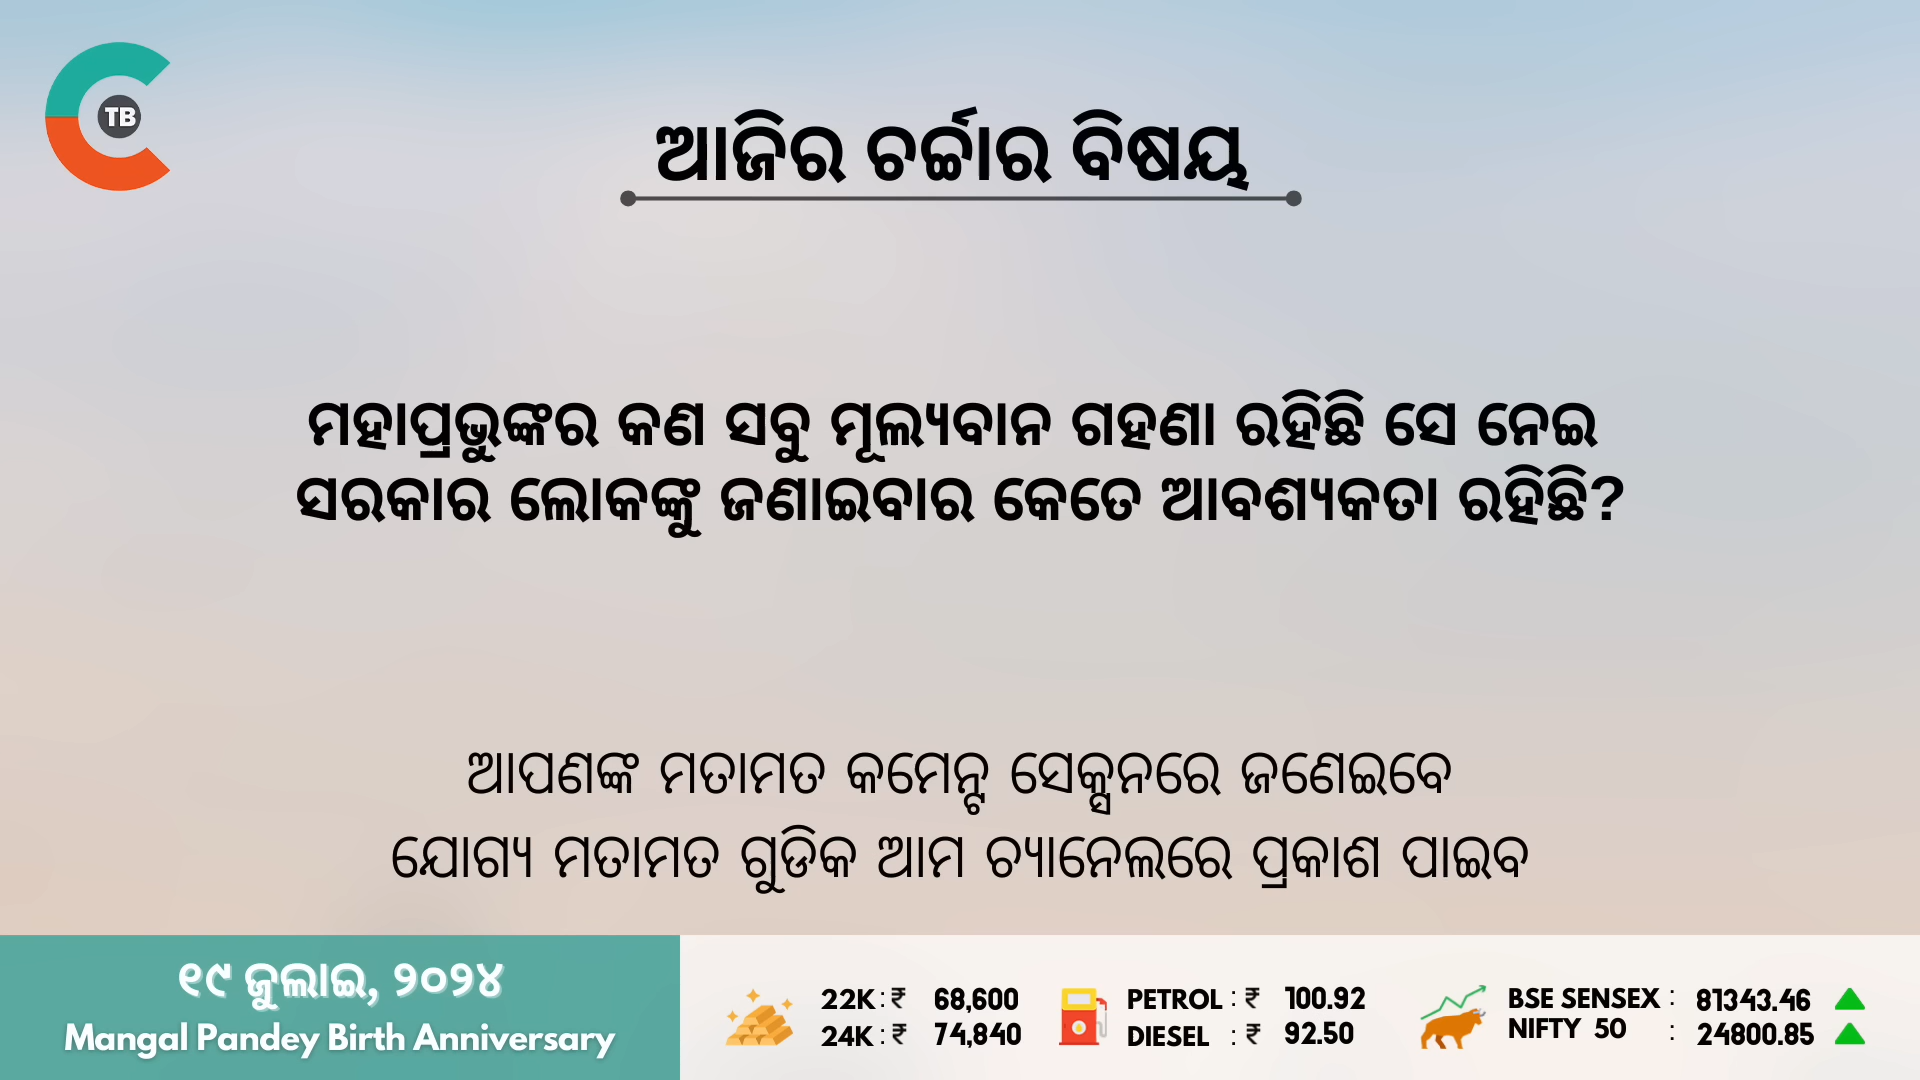 TB
ଆଜିର ଚର୍ଚ୍ଚାର ବିଷୟ
ମହାପ୍ରଭୁଙ୍କର କଣ ସବୁ ମୂଲ୍ୟବାନ ଗହଣା ରହିଛି ସେ ନେଇ
ସରକାର ଲୋକଙ୍କୁ ଜଣାଇବାର କେତେ ଆବଶ୍ୟକତା ରହିଛି?
ଆପଣଙ୍କ ମତାମତ କମେନ୍ଟ ସେକ୍ସନରେ ଜଣେଇବେ
ଯୋଗ୍ୟ ମତାମତ ଗୁଡିକ ଆମ ଚ୍ୟାନେଲରେ ପ୍ରକାଶ ପାଇବ
୧୯ ଜୁଲାଇ, ୨୦୨୪
Mangal Pandey Birth Anniversary
22K : ₹ 68,600
24K : ₹ 74,840
PETROL : ₹ 100.92
DIESEL : ₹ 92.50
BSE SENSEX : 81343.46
NIFTY 50 : 24800.85